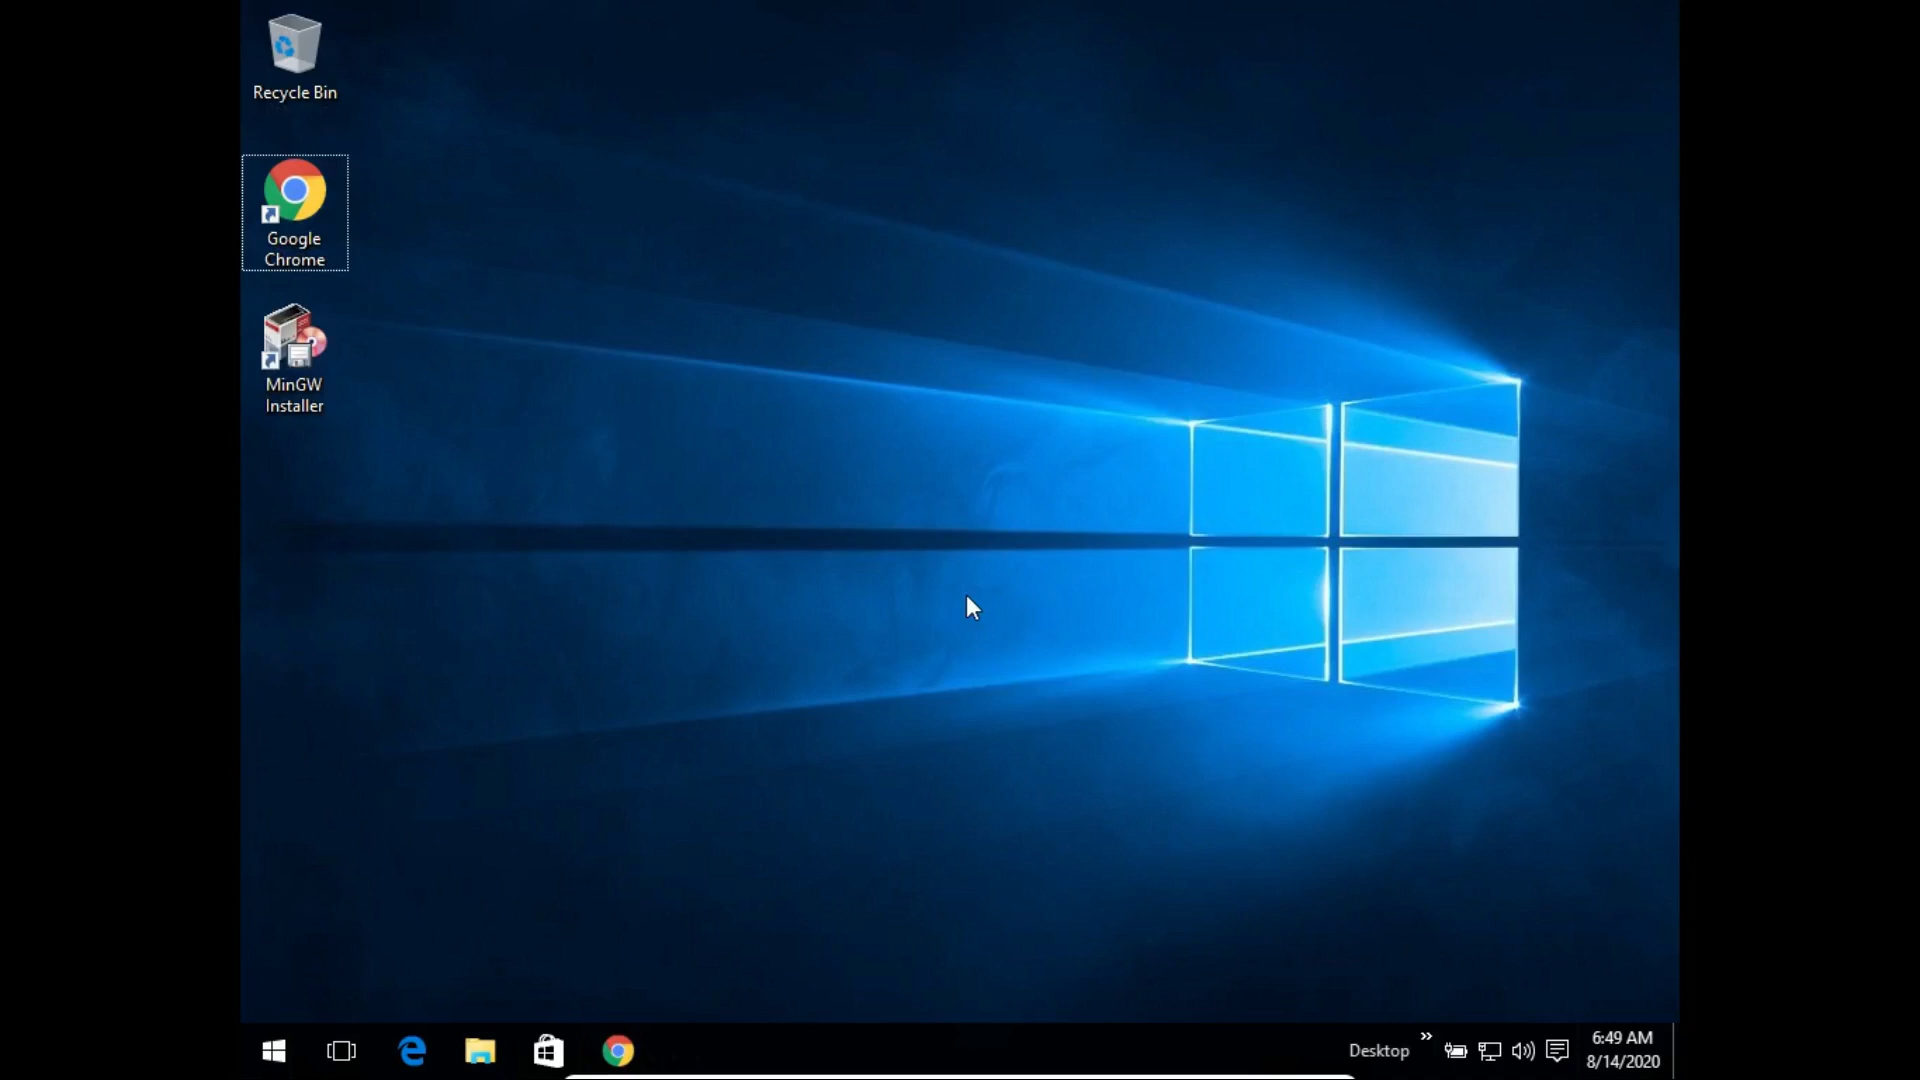 Recycle Bin
Google
Chrome
MinGW
Installer
Desktop
6:49 AM
8/14/2020